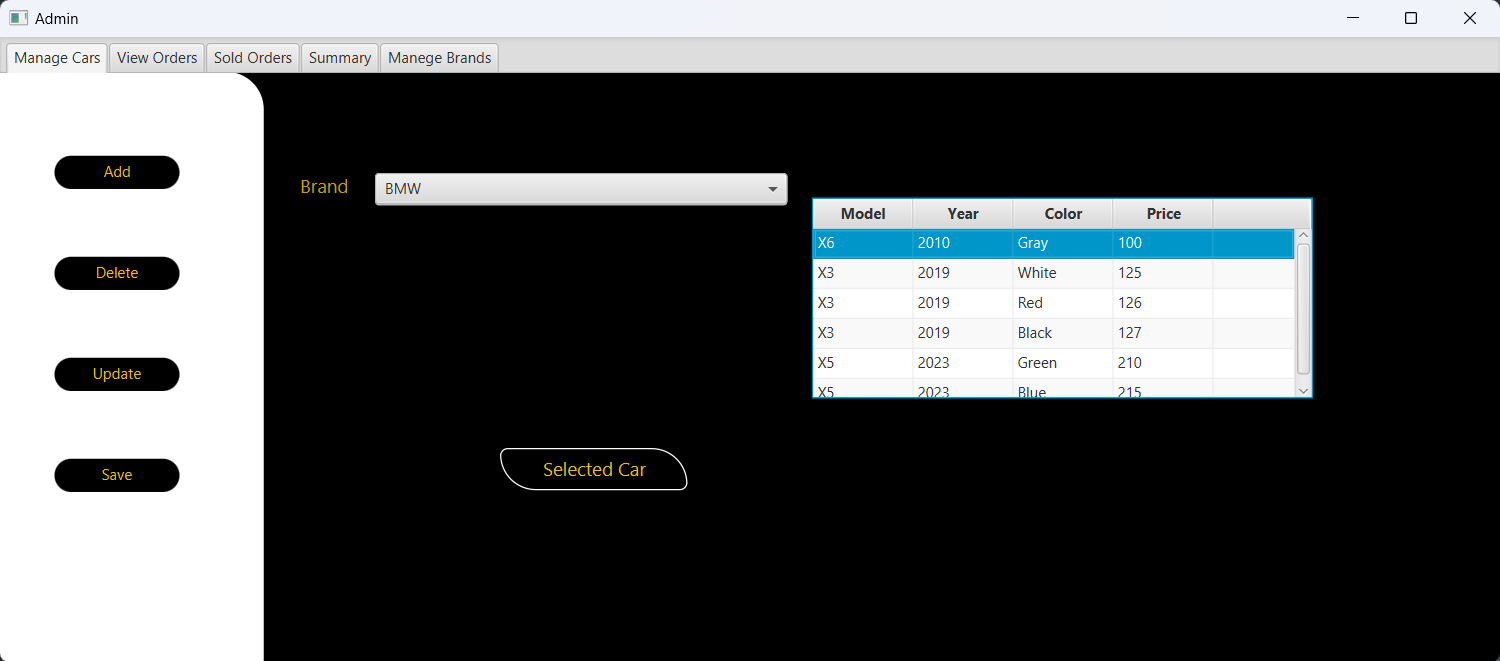 Admin
Manage Cars View Orders Sold Orders Summary Manege Brands
Add
Delete
Update
Save
Brand BMW
Model Year Color Price
X6 2010 Gray 100
X3 2019 White 125
X3 2019 Red 126
X3 2019 Black 127
X5 2023 Green 210
X5 2023 Blue 215
Selected Car